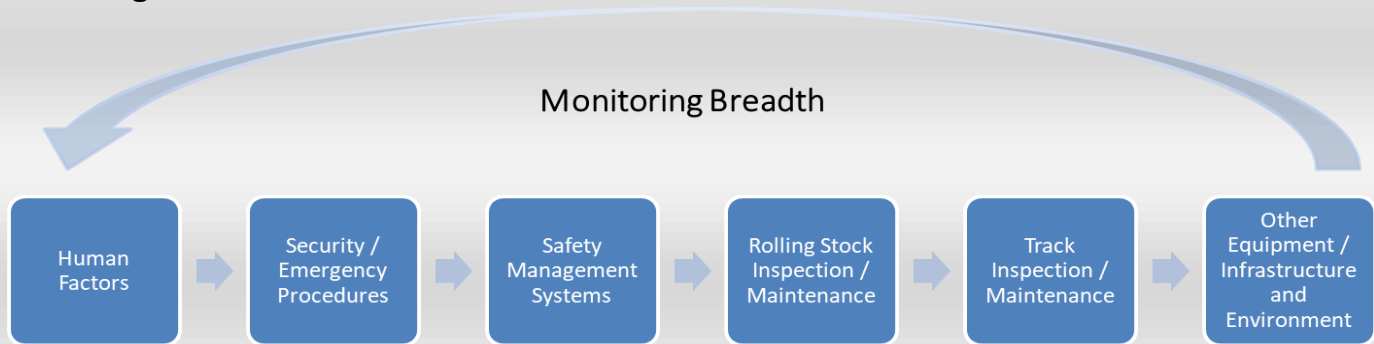 Monitoring Breadth
Human
Factors
Security /
Emergency
Procedures
Safety
Management
Systems
Rolling Stock
Inspection /
Maintenance
Track
Inspection /
Maintenance
Other
Equipment /
Infrastructure
and
Environment